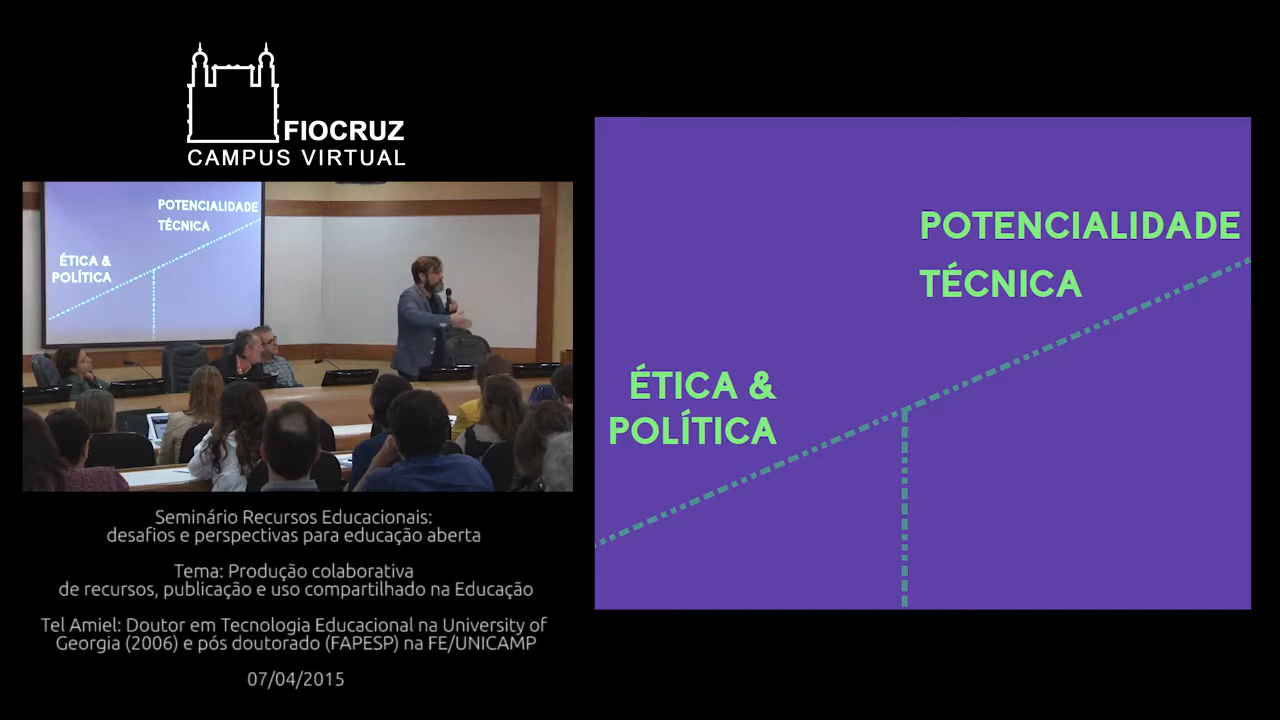 FIOCRUZ
CAMPUS VIRTUAL
POTENCIALIDADE
TÉCNICA
ÉTICA &
POLÍTICA
Seminário Recursos Educacionais:
desafios e perspectivas para educação aberta
Tema: Produção colaborativa
de recursos, publicação e uso compartilhado na Educação
Tel Amiel: Doutor em Tecnologia Educacional na University of
Georgia (2006) e pós doutorado (FAPESP) na FE/UNICAMP
07/04/2015
POTENCIALIDADE
TÉCNICA
ÉTICA &
POLÍTICA